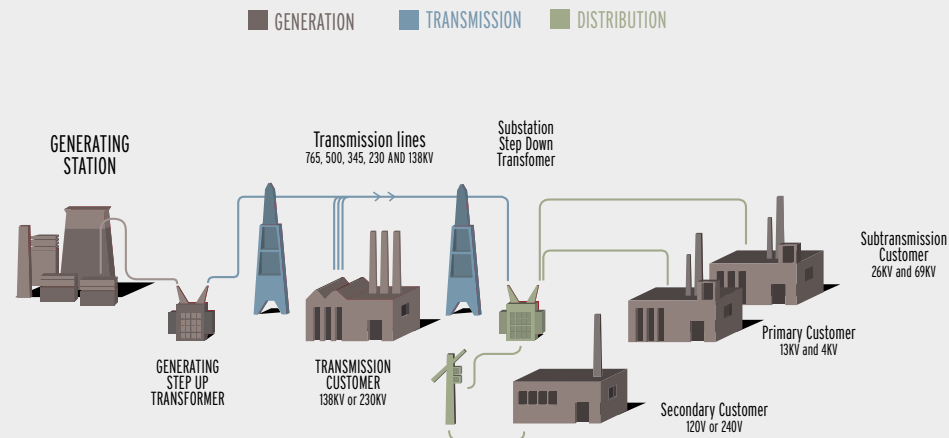 GENERATION
TRANSMISSION
DISTRIBUTION
GENERATING
STATION
Transmission lines
765, 500, 345, 230 AND 138KV
Substation
Step Down
Transfomer
Subtransmission
Customer
26KV and 69KV
Primary Customer
13KV and 4KV
GENERATING
STEP UP
TRANSFORMER
TRANSMISSION
CUSTOMER
138KV or 230KV
Secondary Customer
120V or 240V